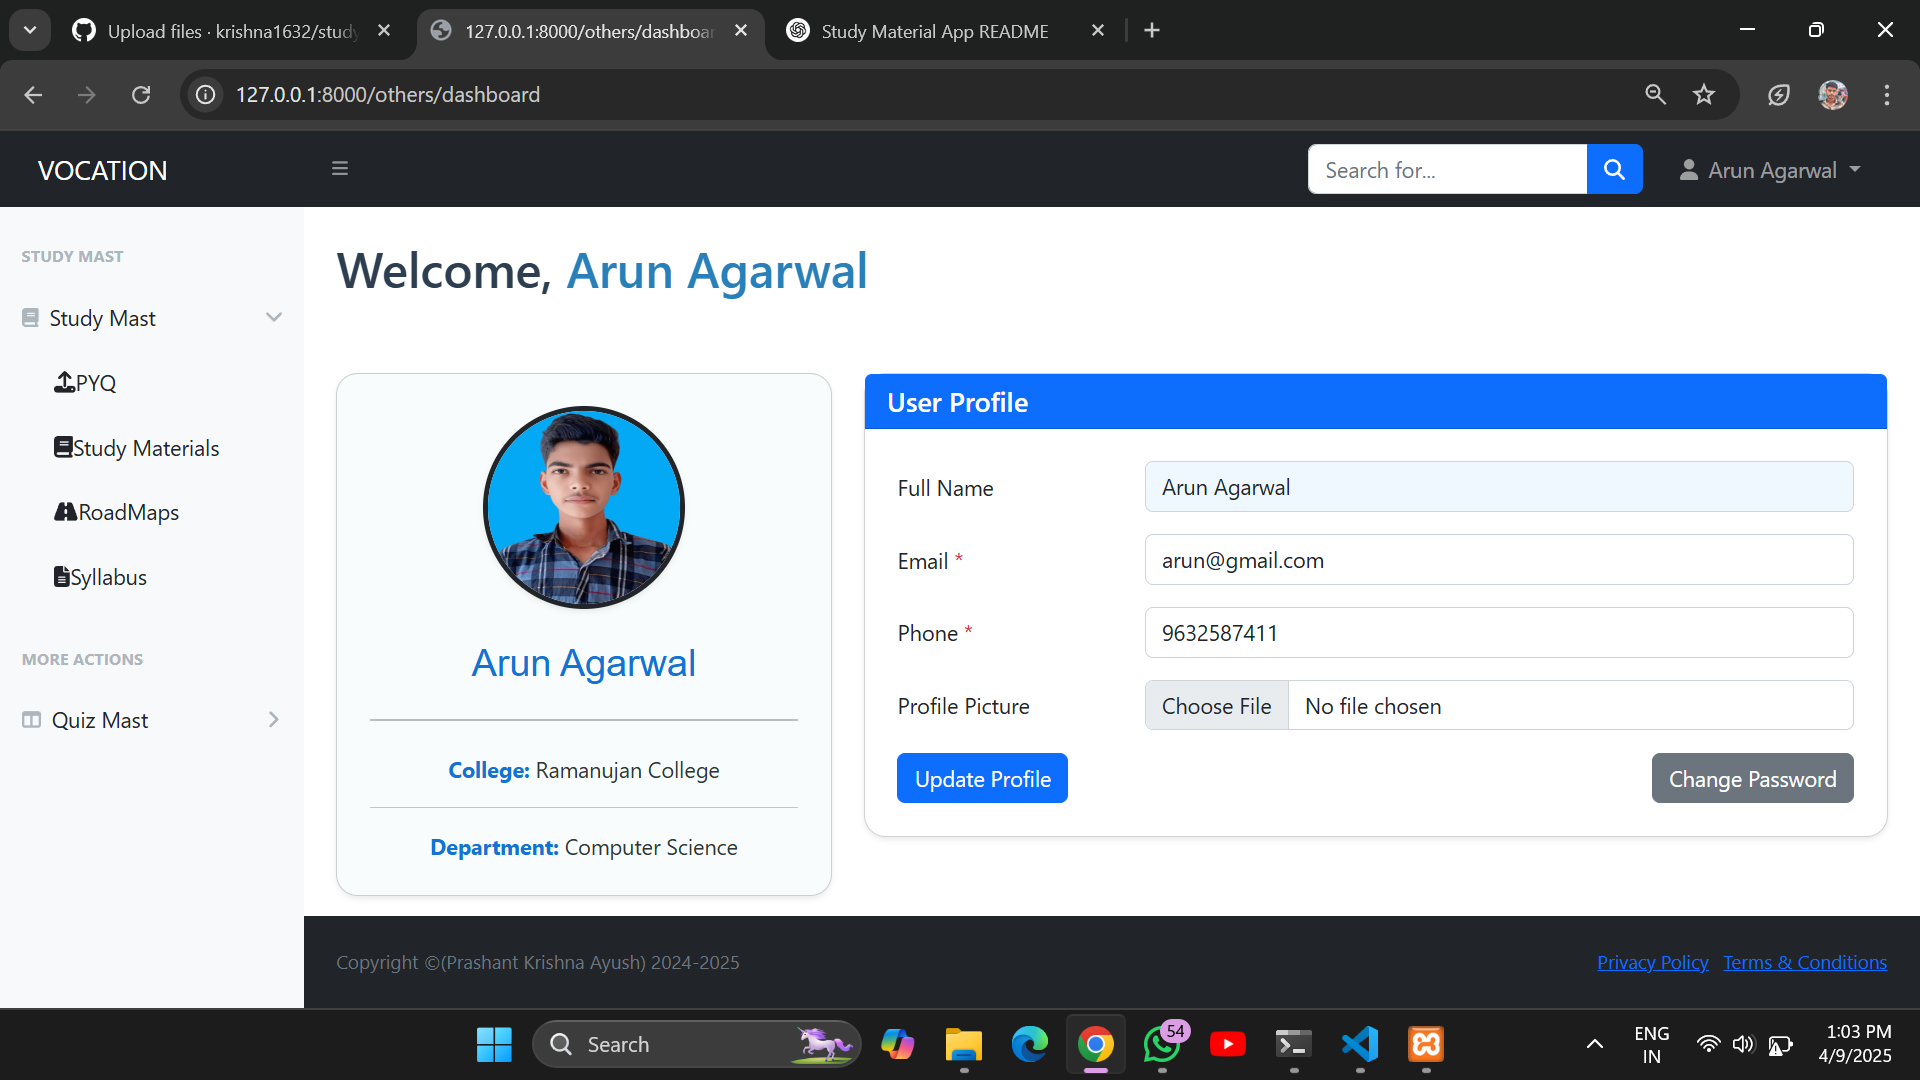 Upload files · krishna1632/study
127.0.0.1:8000/others/dashboar
Study Material App README
127.0.0.1:8000/others/dashboard
VOCATION
Search for...
Arun Agarwal
STUDY MAST
Study Mast
PYQ
Study Materials
RoadMaps
Syllabus
MORE ACTIONS
Quiz Mast
Welcome, Arun Agarwal
Arun Agarwal
College: Ramanujan College
Department: Computer Science
User Profile
Full Name
Arun Agarwal
Email *
arun@gmail.com
Phone *
9632587411
Profile Picture
Choose File
No file chosen
Update Profile
Change Password
Copyright ©(Prashant Krishna Ayush) 2024-2025
Privacy Policy
Terms & Conditions
Search
54
ENG
IN
1:03 PM
4/9/2025